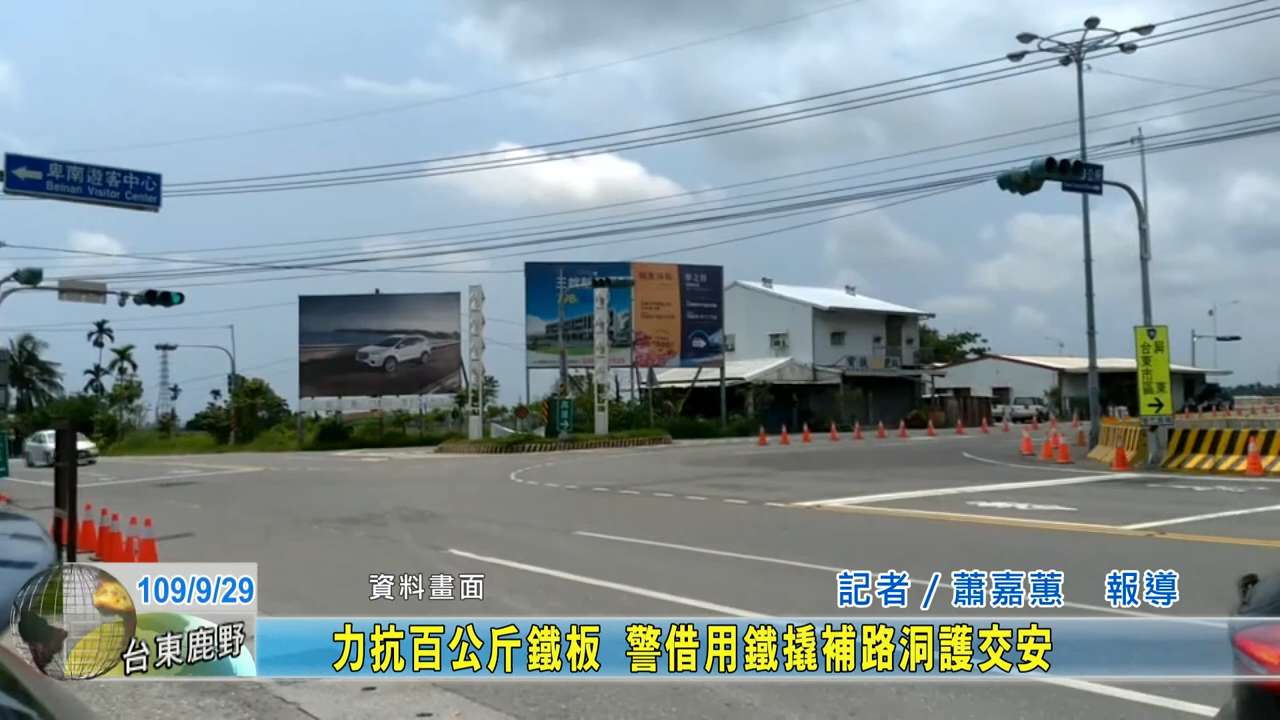 卑南遊客中心
Beinan Visitor Center
屏東
台東市區
109/9/29
台東鹿野
資料畫面
記者/蕭嘉蕙 報導
力抗百公斤鐵板 警借用鐵撬補路洞護交安